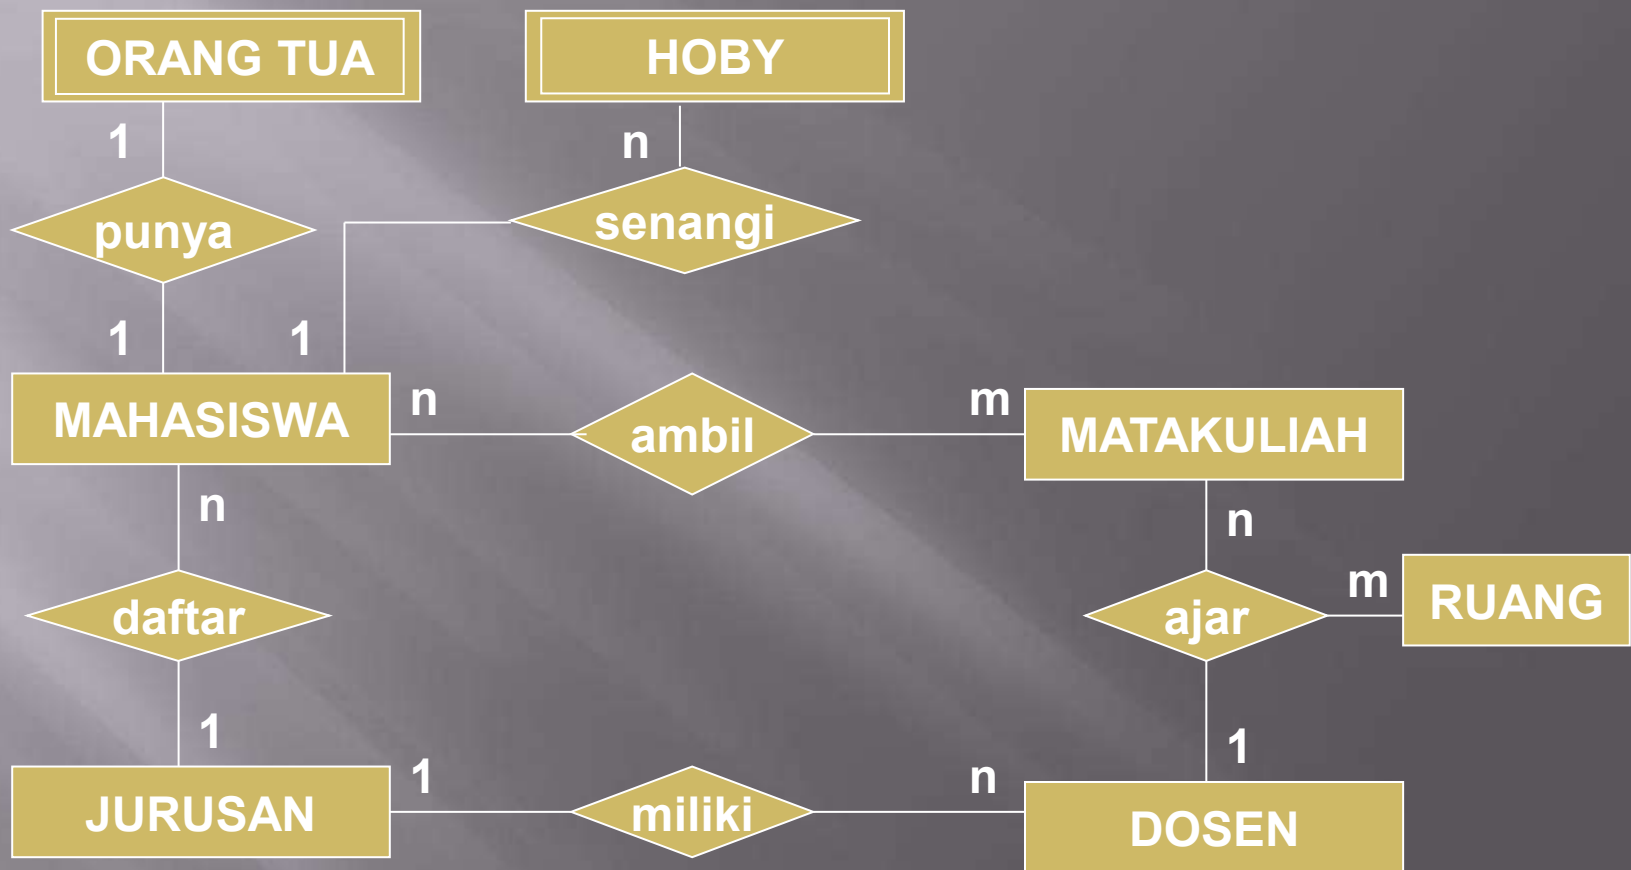 ORANG TUA
HOBY
1
n
punya
senangi
1
1
MAHASISWA
n
ambil
m
MATAKULIAH
n
n
daftar
ajar
m
RUANG
1
1
JURUSAN
1
miliki
n
DOSEN